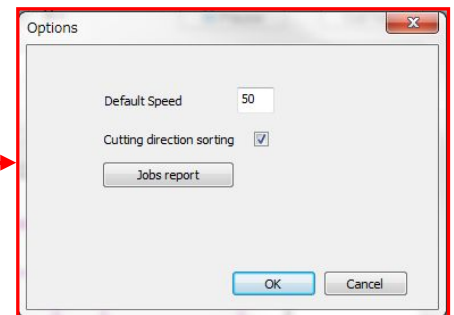 Options
Default Speed 50
Cutting direction sorting
Jobs report
OK Cancel